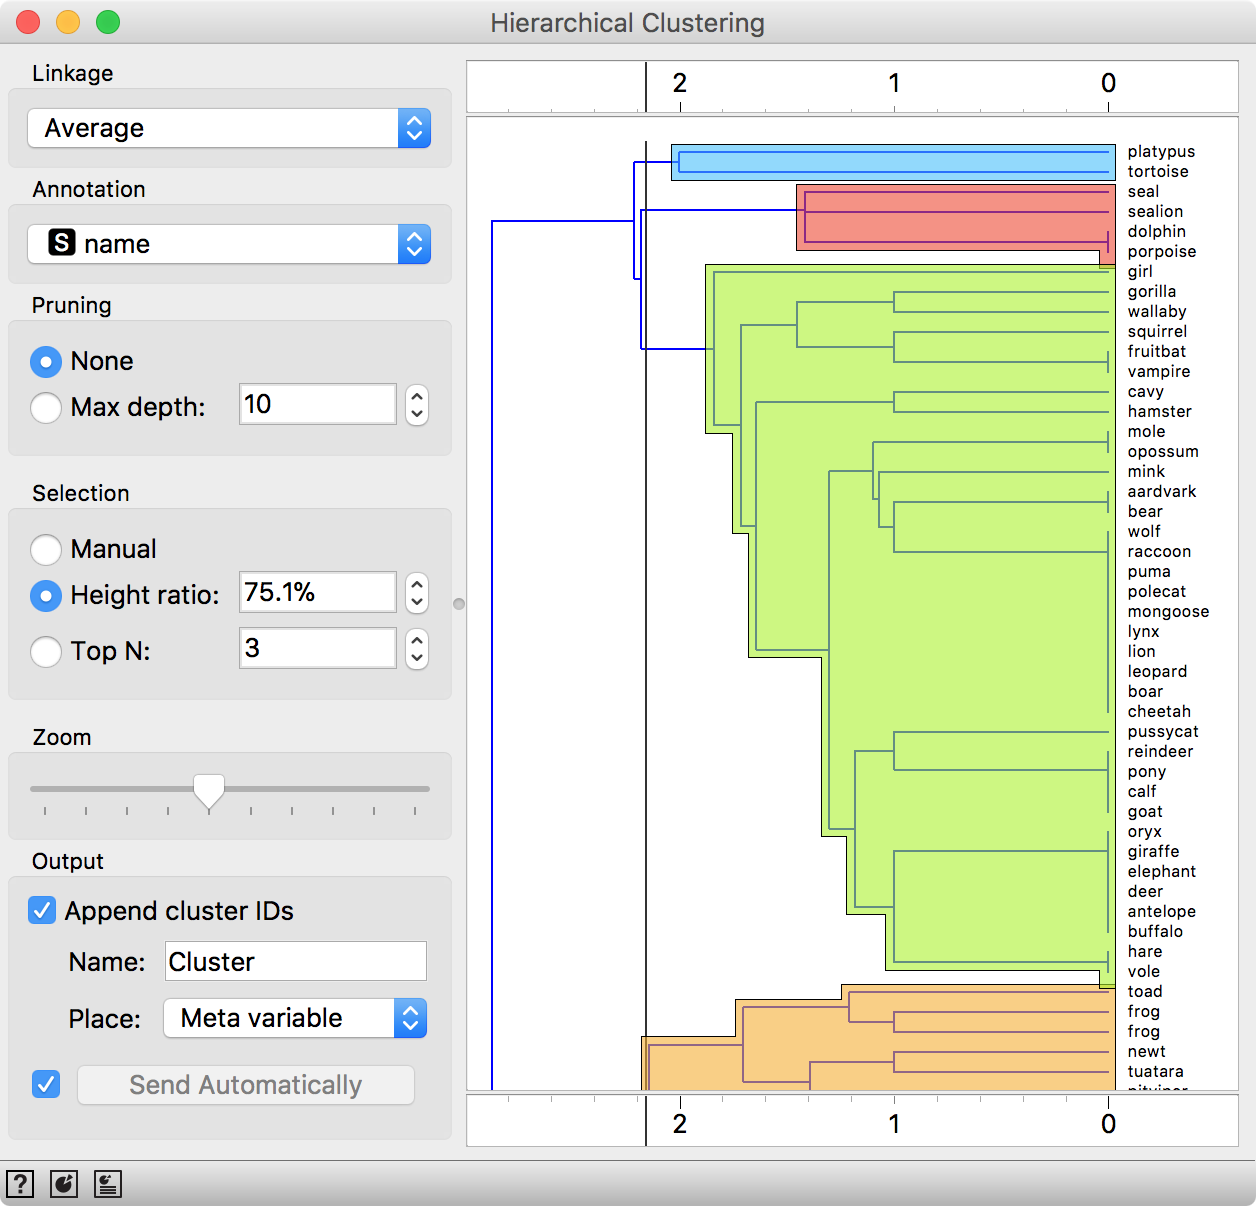 Hierarchical Clustering
Linkage
Average
Annotation
S name
Pruning
None
Max depth: 10
Selection
Manual
Height ratio: 75.1%
Top N: 3
Zoom
Output
Append cluster IDs
Name: Cluster
Place: Meta variable
Send Automatically
?
2 1 0
platypus
tortoise
seal
sealion
dolphin
porpoise
girl
gorilla
wallaby
squirrel
fruitbat
vampire
cavy
hamster
mole
opossum
mink
aardvark
bear
wolf
raccoon
puma
polecat
mongoose
lynx
lion
leopard
boar
cheetah
pussycat
reindeer
pony
calf
goat
oryx
giraffe
elephant
deer
antelope
buffalo
hare
vole
toad
frog
frog
newt
tuatara
2 1 0